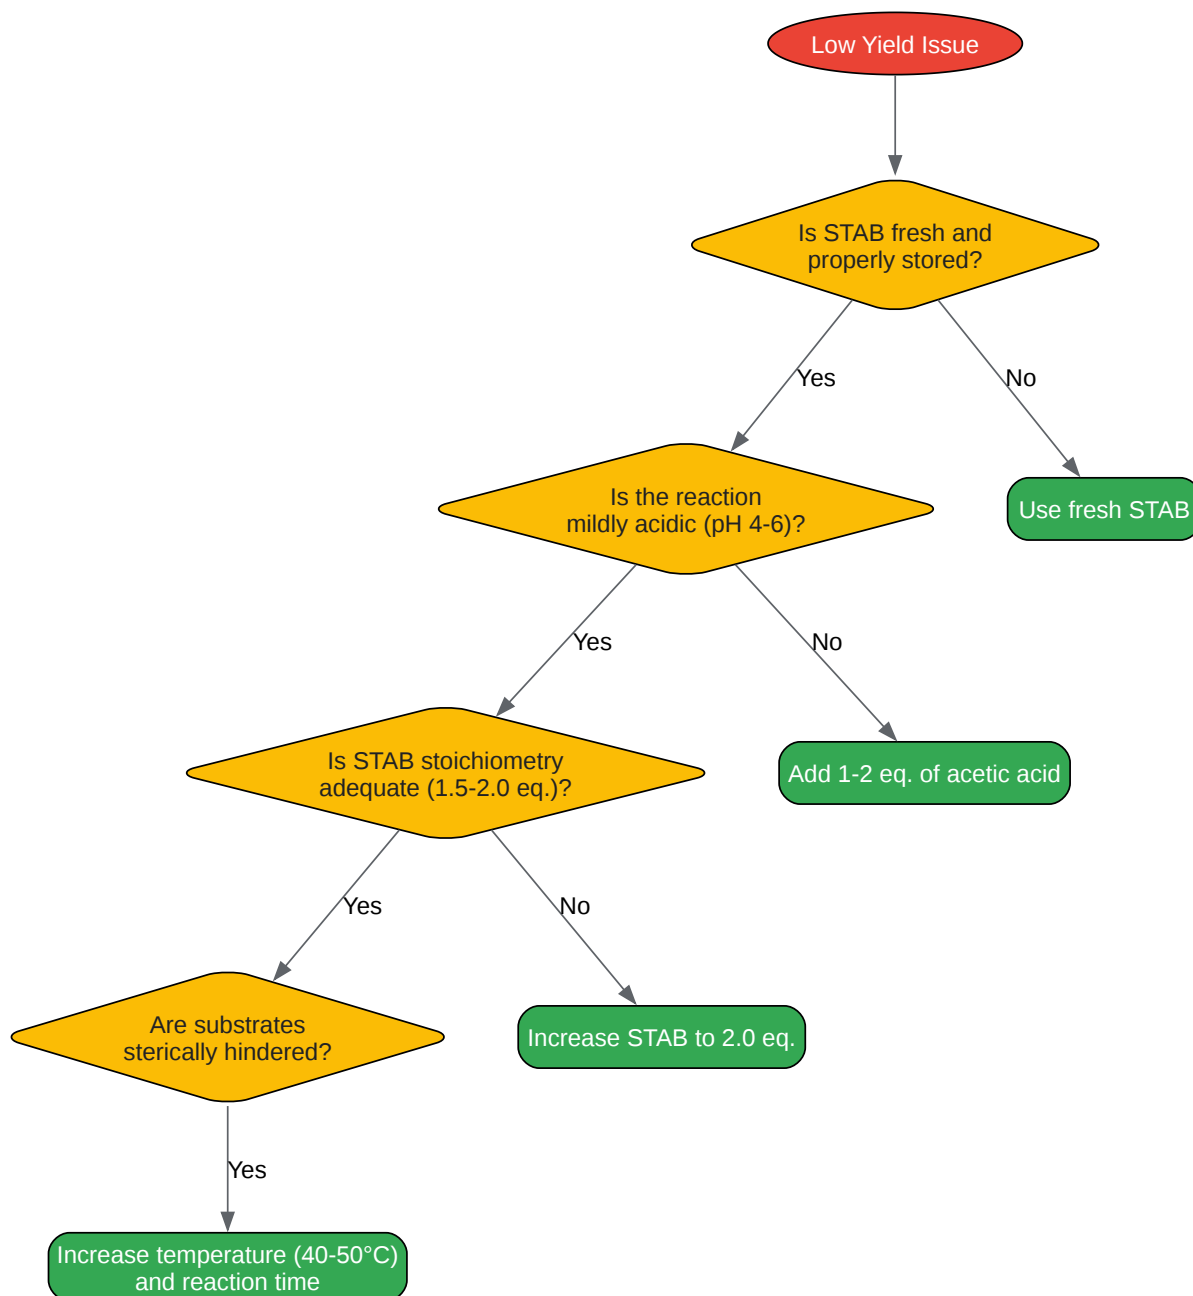 Low Yield Issue
Is STAB fresh and
properly stored?
Yes
No
Is the reaction
mildly acidic (pH 4-6)?
Use fresh STAB
Yes
No
Is STAB stoichiometry
adequate (1.5-2.0 eq.)?
Add 1-2 eq. of acetic acid
Yes
No
Are substrates
sterically hindered?
Increase STAB to 2.0 eq.
Yes
Increase temperature (40-50°C)
and reaction time